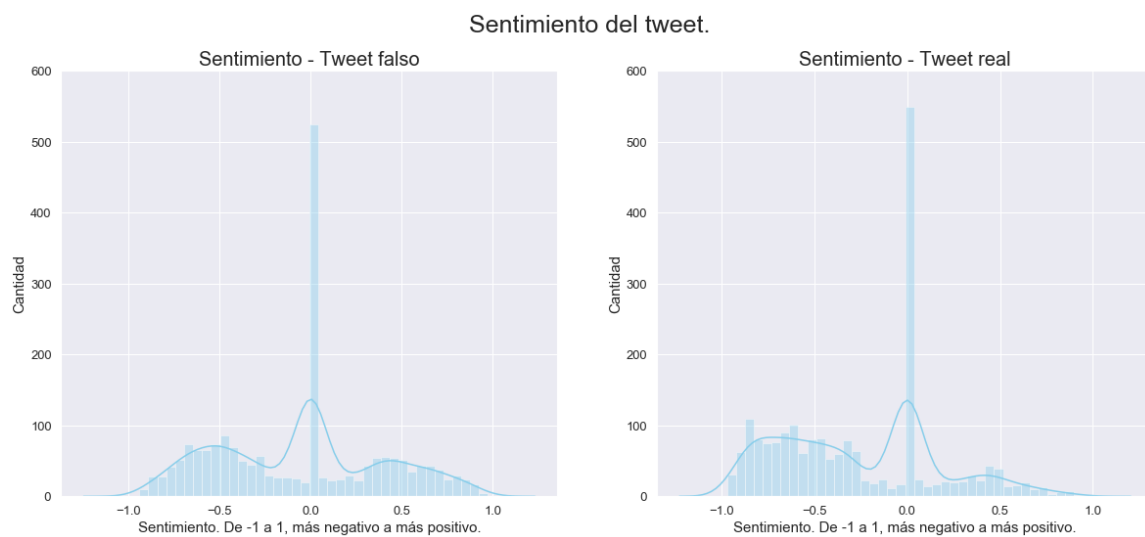 Sentimiento del tweet.
Sentimiento - Tweet falso
600
500
400
300
200
100
0
Cantidad
−1.0 −0.5 0.0 0.5 1.0
Sentimiento. De -1 a 1, más negativo a más positivo.
Sentimiento - Tweet real
600
500
400
300
200
100
0
Cantidad
−1.0 −0.5 0.0 0.5 1.0
Sentimiento. De -1 a 1, más negativo a más positivo.